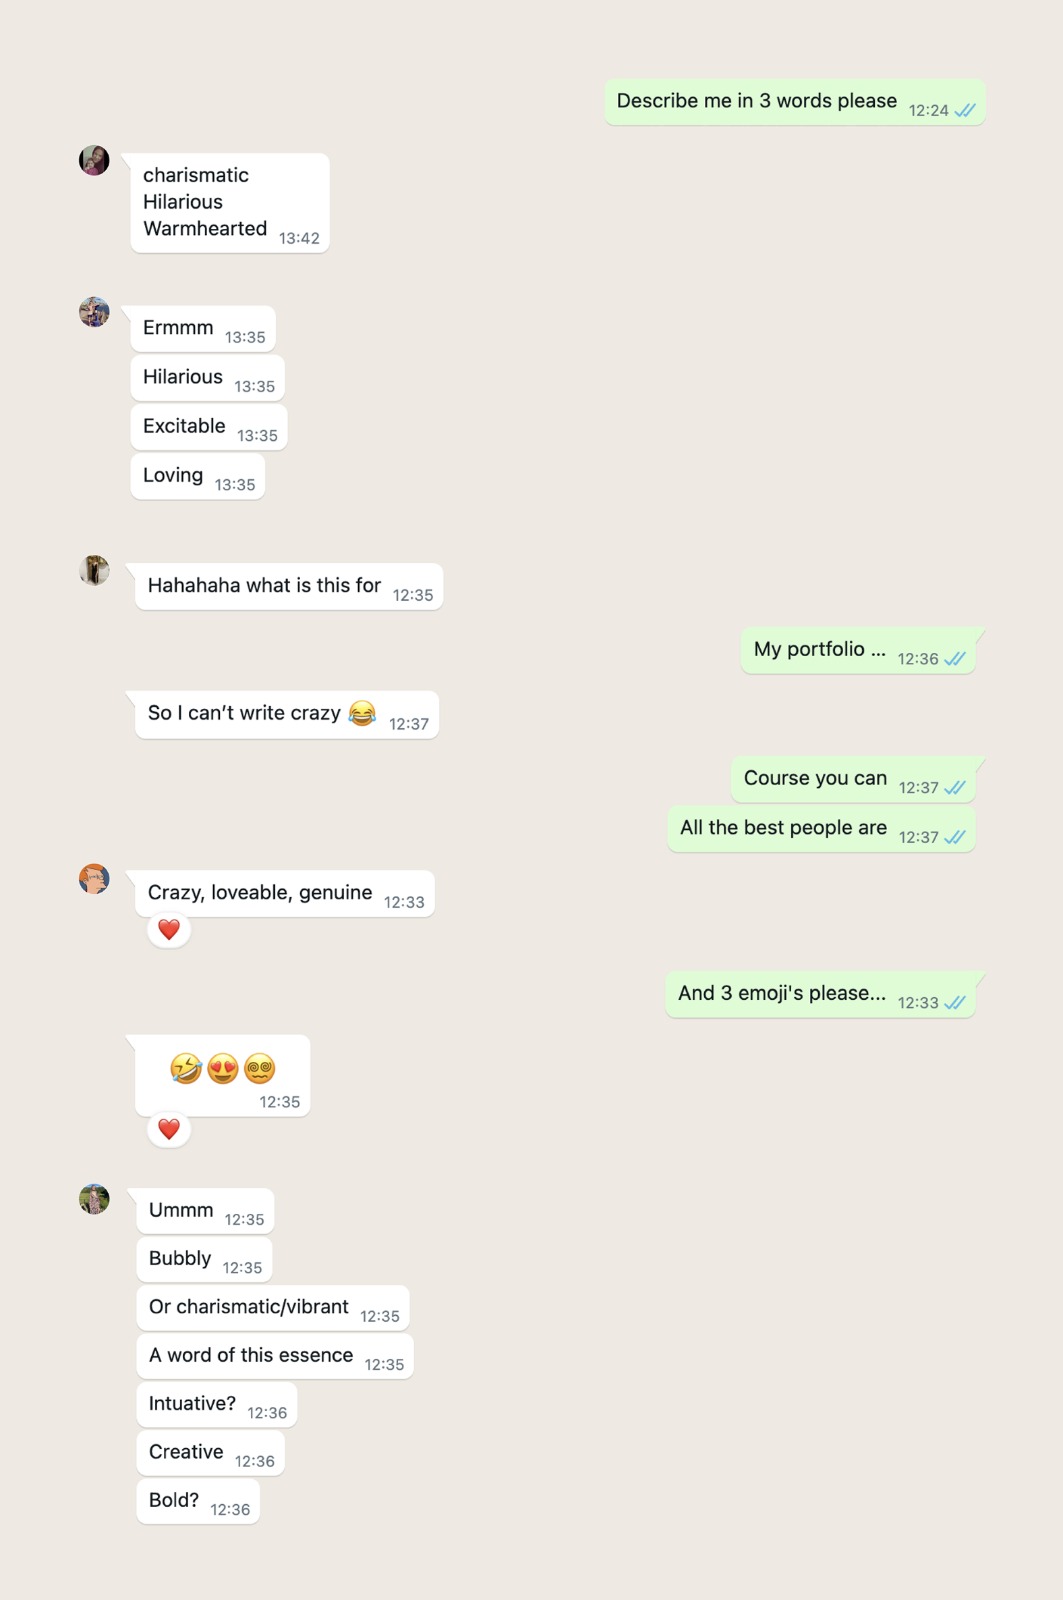 Describe me in 3 words please 12:24
charismatic
Hilarious
Warmhearted 13:42
Ermmm 13:35
Hilarious 13:35
Excitable 13:35
Loving 13:35
Hahahaha what is this for 12:35
My portfolio ... 12:36
So I can’t write crazy 😂 12:37
Course you can 12:37
All the best people are 12:37
Crazy, loveable, genuine 12:33
❤️
And 3 emoji's please... 12:33
🤣😍😵‍💫
12:35
❤️
Ummm 12:35
Bubbly 12:35
Or charismatic/vibrant 12:35
A word of this essence 12:35
Intuative? 12:36
Creative 12:36
Bold? 12:36